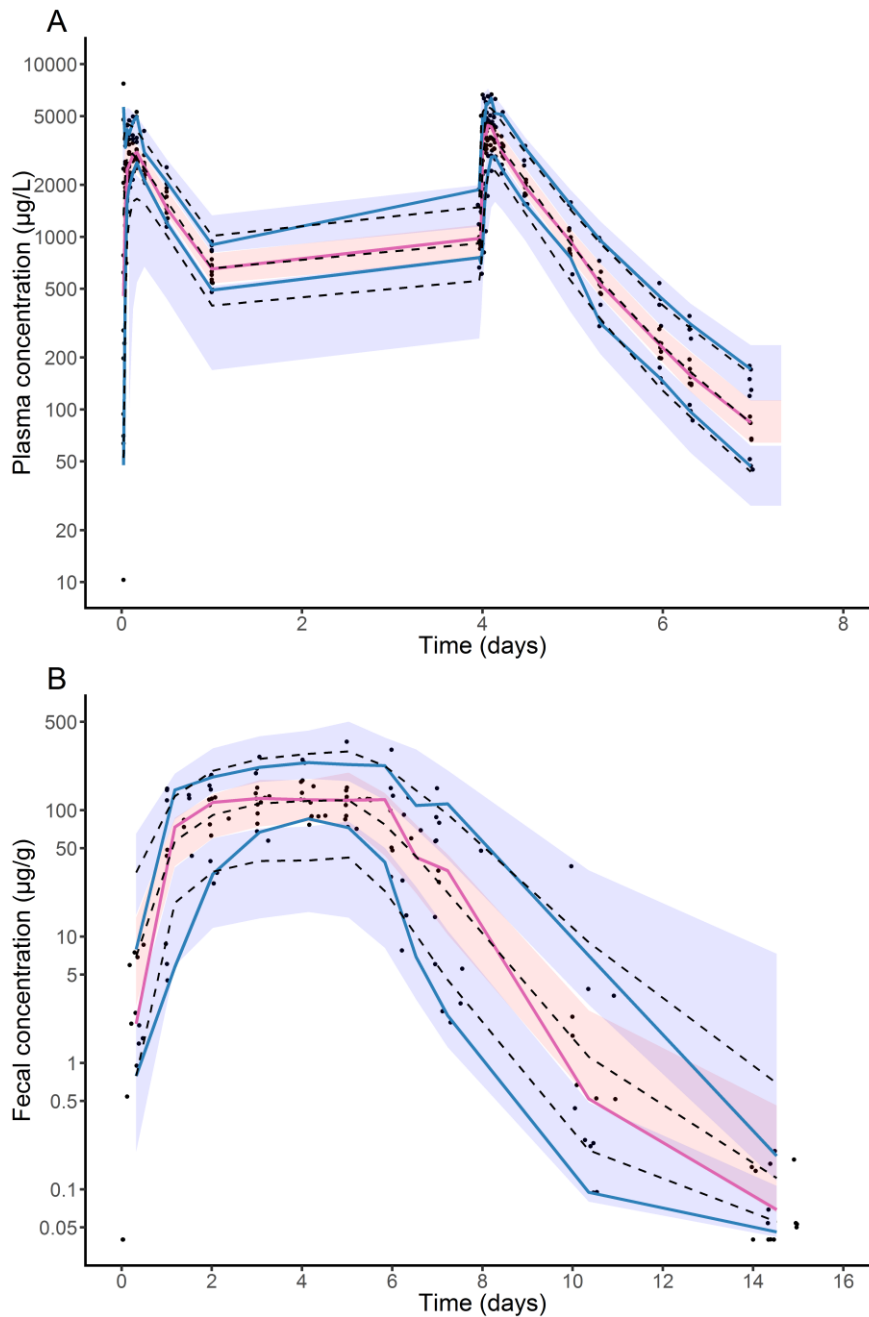 A
Plasma concentration (µg/L)
10000
5000
2000
1000
500
200
100
50
20
10
0 2 4 6 8
Time (days)
B
Fecal concentration (µg/g)
500
100
50
10
5
1
0.5
0.1
0.05
0 2 4 6 8 10 12 14 16
Time (days)